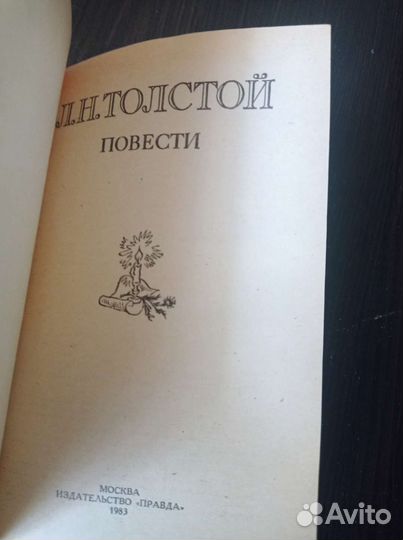 Л.Н.ТОЛСТОЙ
ПОВЕСТИ
МОСКВА
ИЗДАТЕЛЬСТВО «ПРАВДА»
1983
Avito